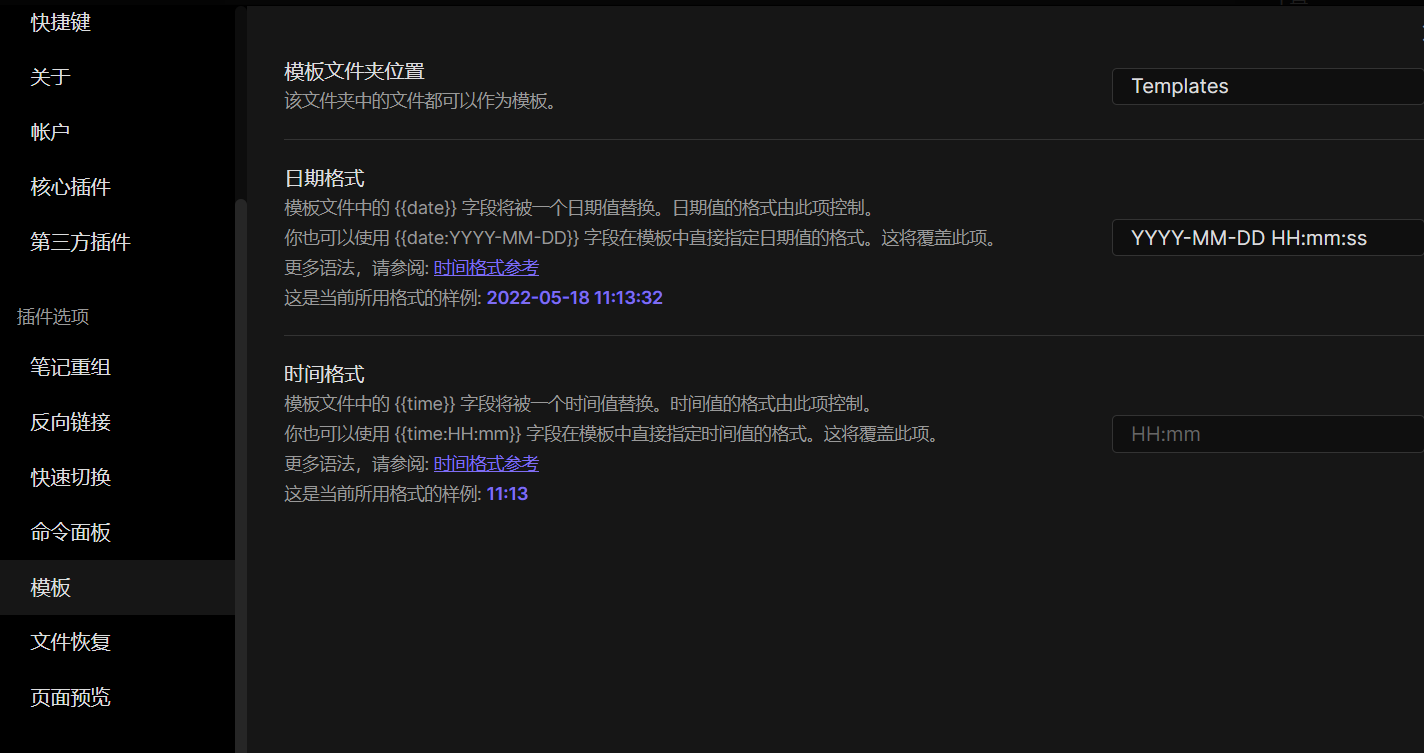 快捷键
关于
帐户
核心插件
第三方插件
插件选项
笔记重组
反向链接
快速切换
命令面板
模板
文件恢复
页面预览
模板文件夹位置
该文件夹中的文件都可以作为模板。
Templates
日期格式
模板文件中的 {{date}} 字段将被一个日期值替换。日期值的格式由此项控制。
你也可以使用 {{date:YYYY-MM-DD}} 字段在模板中直接指定日期值的格式。这将覆盖此项。
更多语法，请参阅: 时间格式参考
这是当前所用格式的样例: 2022-05-18 11:13:32
YYYY-MM-DD HH:mm:ss
时间格式
模板文件中的 {{time}} 字段将被一个时间值替换。时间值的格式由此项控制。
你也可以使用 {{time:HH:mm}} 字段在模板中直接指定时间值的格式。这将覆盖此项。
更多语法，请参阅: 时间格式参考
这是当前所用格式的样例: 11:13
HH:mm